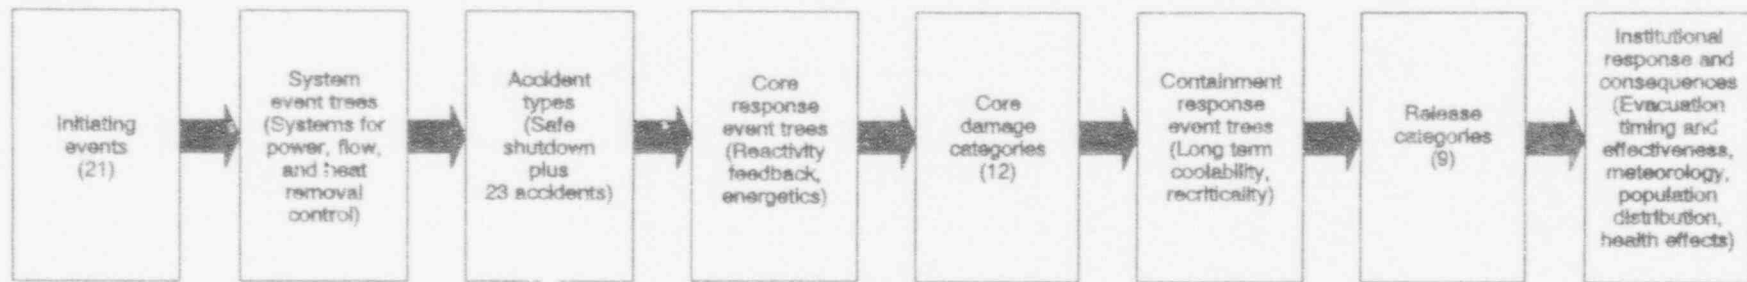 Initiating
events
(21)
System
event trees
(Systems for
power, flow,
and heat
removal
control)
Accident
types
(Safe
shutdown
plus
23 accidents)
Core
response
event trees
(Reactivity
feedback,
energetics)
Core
damage
categories
(12)
Containment
response
event trees
(Long term
coolability,
recriticality)
Release
categories
(9)
Institutional
response and
consequences
(Evacuation
timing and
effectiveness,
meteorology,
population
distribution,
health effects)